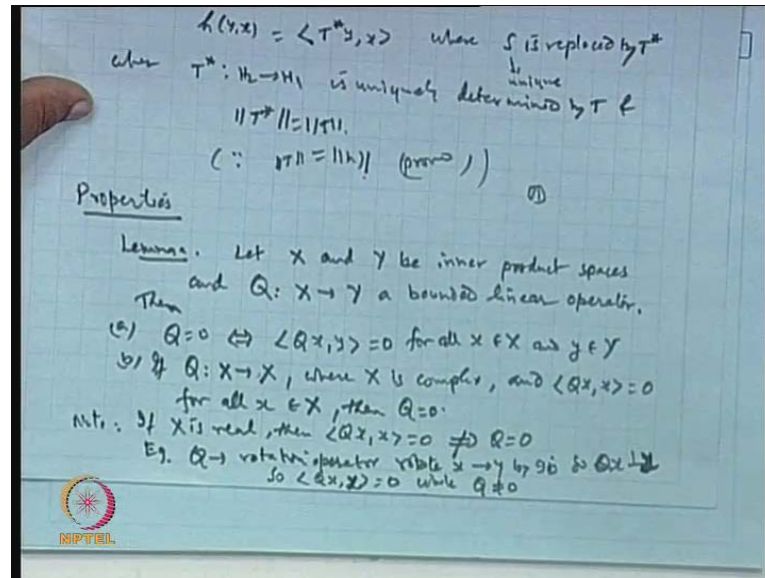 h(y,x) = <T*y, x> where S is replaced by T*
unique
when T* : H2→H1 is uniquely determined by T &
||T*|| = ||T||.
(∵ ||T|| = ||h|| (proved))
Properties
Lemma. Let X and Y be inner product spaces
and Q: X→Y a bounded linear operator.
Then
(a) Q=0 ⇔ <Qx,y> =0 for all x ∈ X and y ∈ Y
b) If Q: X→X, where X is complex, and <Qx,x> =0
for all x ∈ X, then Q=0.
Note: If X is real, then <Qx,x> =0 ⇏ Q=0
Eg. Q→ rotation operator rotate x→y by 90 so Qx ⊥ x
so <Qx,x> =0 while Q≠0
NPTEL